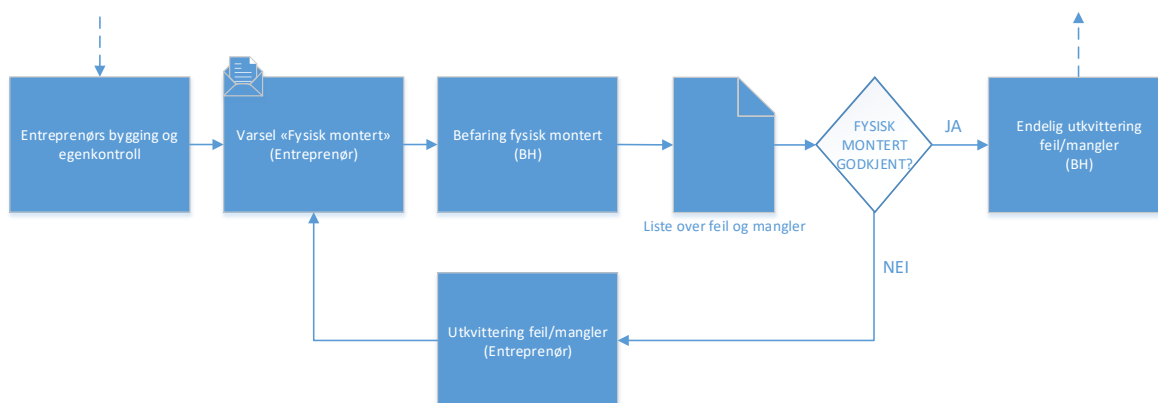 Entreprenørs bygging og
egenkontroll
Varsel «Fysisk montert»
(Entreprenør)
Befaring fysisk montert
(BH)
Liste over feil og mangler
FYSISK
MONTERT
GODKJENT?
JA
Endelig utkvittering
feil/mangler
(BH)
NEI
Utkvittering feil/mangler
(Entreprenør)